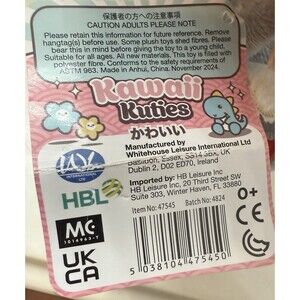 保護者の方への注意事項
CAUTION ADULTS PLEASE NOTE
Please retain this information for future reference. Remove
hangtag(s) before use. Some plush toys shed fibres. Please
bear this in mind before giving the toy to a young child.
Suitable for all ages. All new materials. This toy is filled with
polyester fibre. Conforms to the safety requirements of
ASTM 963. Made in Anhui, China. November 2024.
Kawaii
Kuties
かわいい
Manufactured by
Whitehouse Leisure International Ltd
Basildon, Essex, SS14 3BX, UK
Dublin 2, D02 ED70, Ireland
Imported by: HB Leisure Inc
HB Leisure Inc, 20 Third Street SW
Suite 303, Winter Haven, FL 33880
INTERNATIONAL
LTD
HBL
MC
1014963-T
UK
CA
Item No: 47545
Batch No: 4824
0+
5 038104 475450